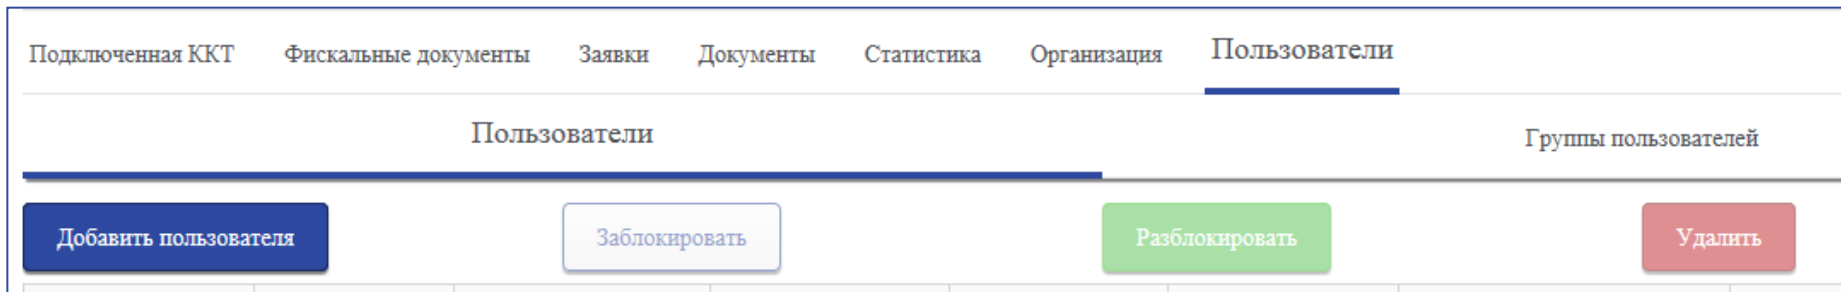 Подключенная ККТ Фискальные документы Заявки Документы Статистика Организация Пользователи
Пользователи Группы пользователей
Добавить пользователя Заблокировать Разблокировать Удалить